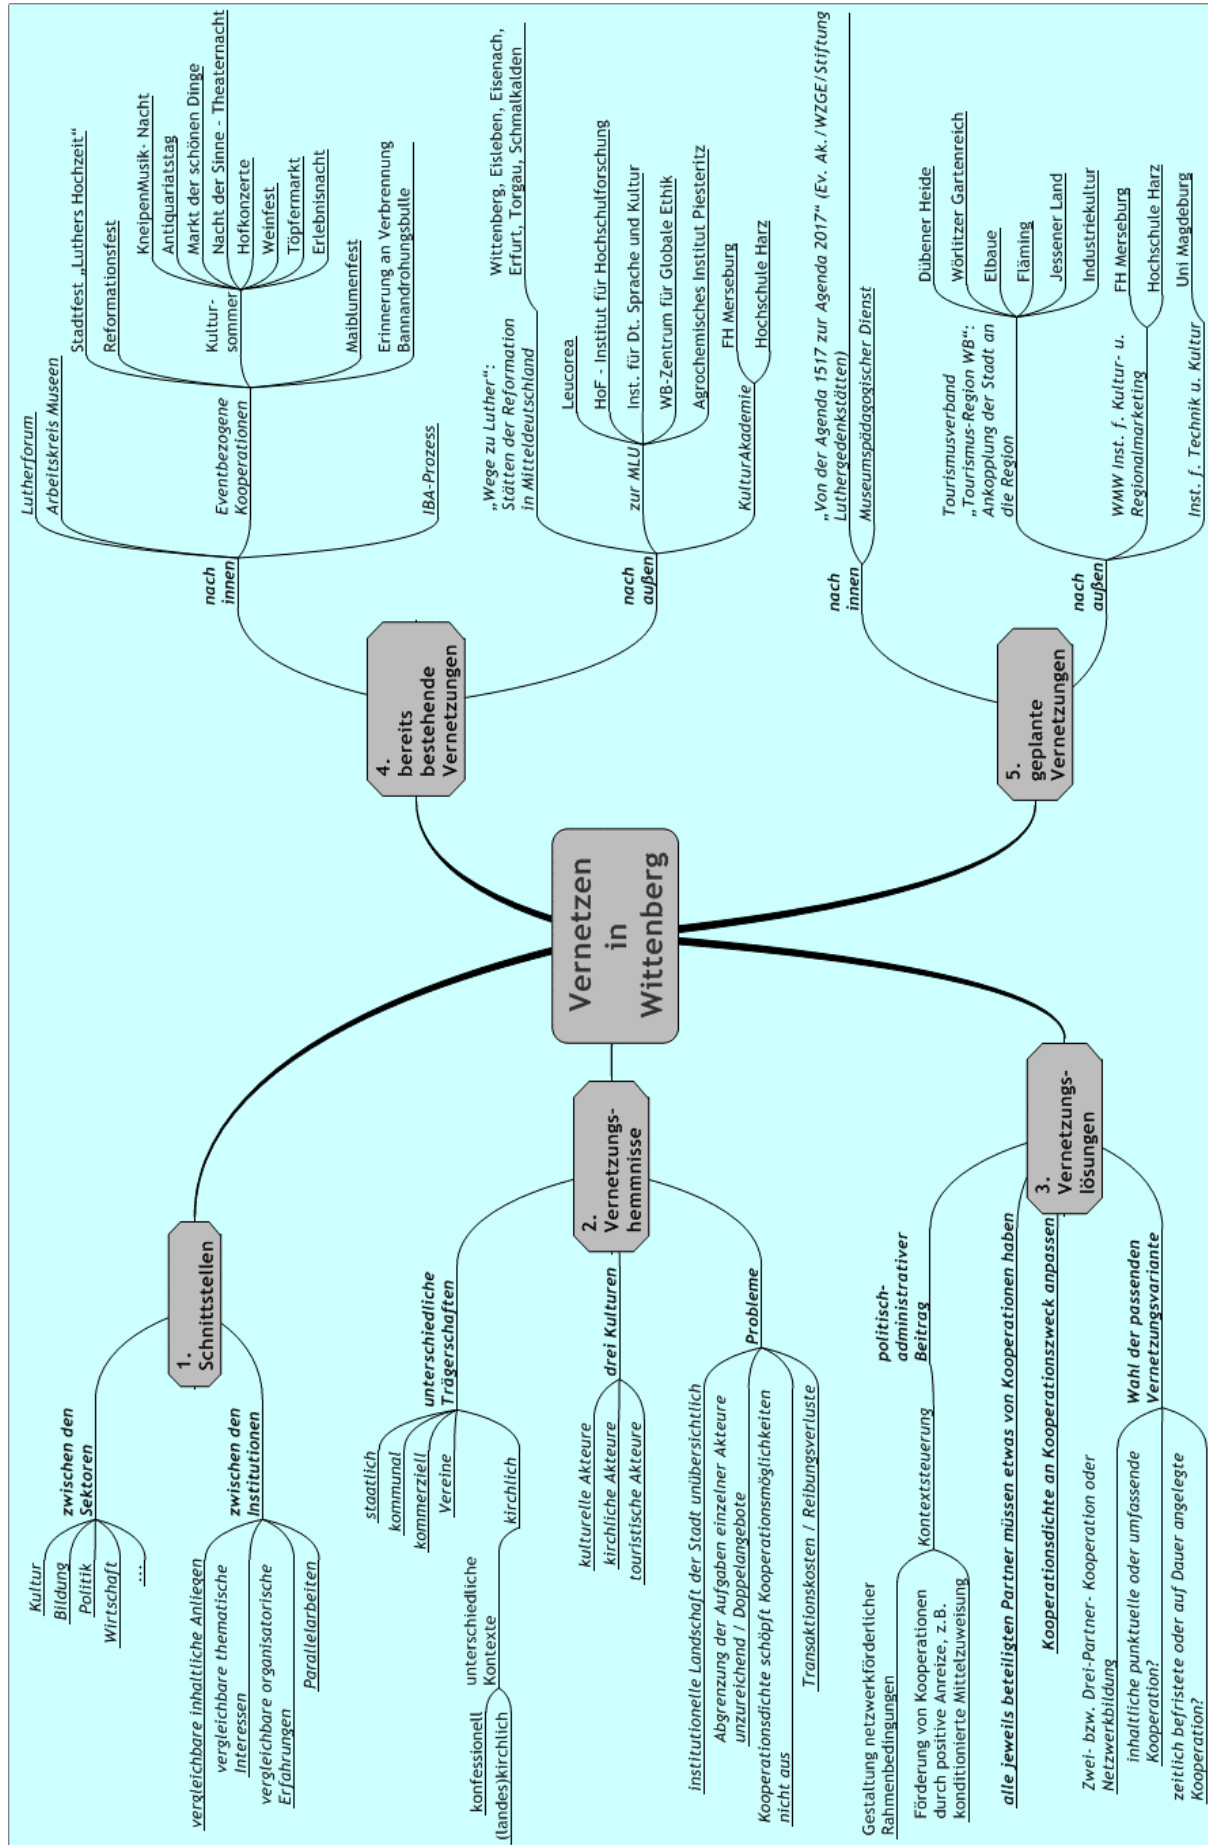 Vernetzen
in
Wittenberg
1.
Schnittstellen
zwischen den
Sektoren
Kultur
Bildung
Politik
Wirtschaft
...
zwischen den
Institutionen
vergleichbare inhaltliche Anliegen
vergleichbare thematische
Interessen
vergleichbare organisatorische
Erfahrungen
Parallelarbeiten
2.
Vernetzungs-
hemmnisse
unterschiedliche
Trägerschaften
staatlich
kommunal
kommerziell
Vereine
kirchlich
unterschiedliche
Kontexte
konfessionell
(landes)kirchlich
drei Kulturen
kulturelle Akteure
kirchliche Akteure
touristische Akteure
Probleme
institutionelle Landschaft der Stadt unübersichtlich
Abgrenzung der Aufgaben einzelner Akteure
unzureichend / Doppelangebote
Kooperationsdichte schöpft Kooperationsmöglichkeiten
nicht aus
Transaktionskosten / Reibungsverluste
3.
Vernetzungs-
lösungen
politisch-
administrativer
Beitrag
Kontextsteuerung
Gestaltung netzwerkförderlicher
Rahmenbedingungen
Förderung von Kooperationen
durch positive Anreize, z.B.
konditionierte Mittelzuweisung
alle jeweils beteiligten Partner müssen etwas von Kooperationen haben
Kooperationsdichte an Kooperationszweck anpassen
Wahl der passenden
Vernetzungsvariante
Zwei- bzw. Drei-Partner- Kooperation oder
Netzwerkbildung
inhaltliche punktuelle oder umfassende
Kooperation?
zeitlich befristete oder auf Dauer angelegte
Kooperation?
4.
bereits
bestehende
Vernetzungen
nach
innen
Lutherforum
Arbeitskreis Museen
Eventbezogene
Kooperationen
Stadtfest „Luthers Hochzeit“
Reformationsfest
Kultur-
sommer
KneipenMusik- Nacht
Antiquariatstag
Markt der schönen Dinge
Nacht der Sinne - Theaternacht
Hofkonzerte
Weinfest
Töpfermarkt
Erlebnisnacht
Maiblumenfest
Erinnerung an Verbrennung
Bannandrohungsbulle
IBA-Prozess
nach
außen
„Wege zu Luther“:
Stätten der Reformation
in Mitteldeutschland
Wittenberg, Eisleben, Eisenach,
Erfurt, Torgau, Schmalkalden
zur MLU
Leucorea
HoF - Institut für Hochschulforschung
Inst. für Dt. Sprache und Kultur
WB-Zentrum für Globale Ethik
Agrochemisches Institut Piesteritz
KulturAkademie
FH Merseburg
Hochschule Harz
5.
geplante
Vernetzungen
nach
innen
„Von der Agenda 1517 zur Agenda 2017“ (Ev. Ak./WZGE/Stiftung
Luthergedenkstätten)
Museumspädagogischer Dienst
nach
außen
Tourismusverband
„Tourismus-Region WB“:
Ankopplung der Stadt an
die Region
Dübener Heide
Wörlitzer Gartenreich
Elbaue
Fläming
Jessener Land
Industriekultur
WMW Inst. f. Kultur- u.
Regionalmarketing
FH Merseburg
Hochschule Harz
Inst. f. Technik u. Kultur
Uni Magdeburg